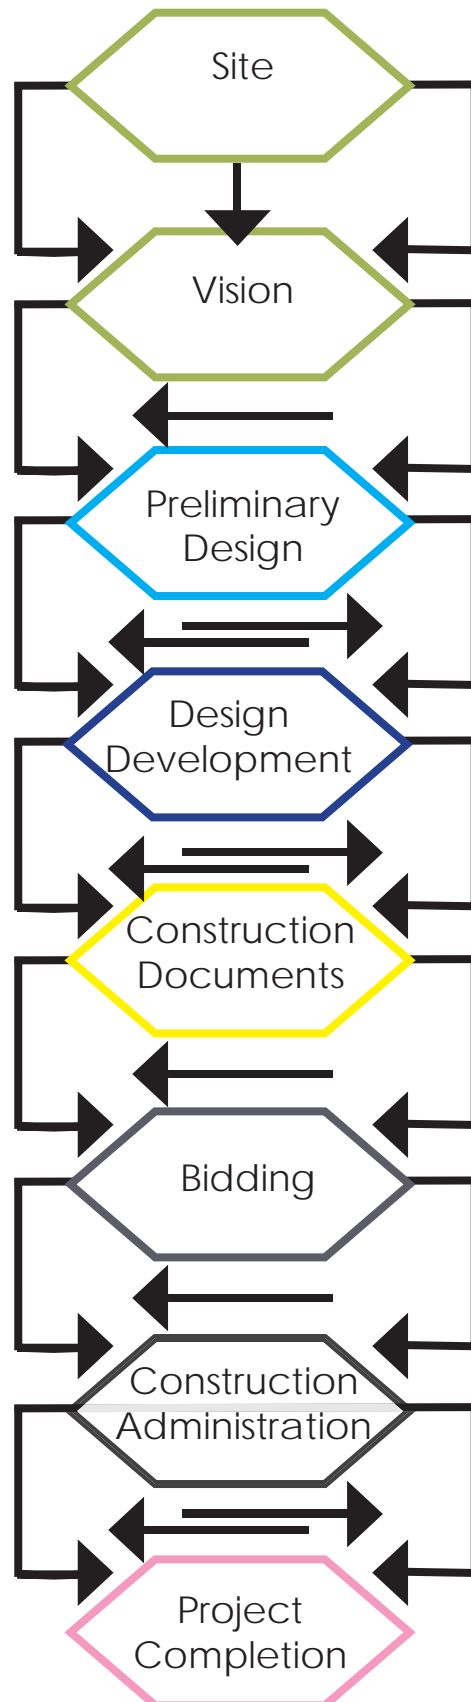 Site
Vision
Preliminary
Design
Design
Development
Construction
Documents
Bidding
Construction
Administration
Project
Completion